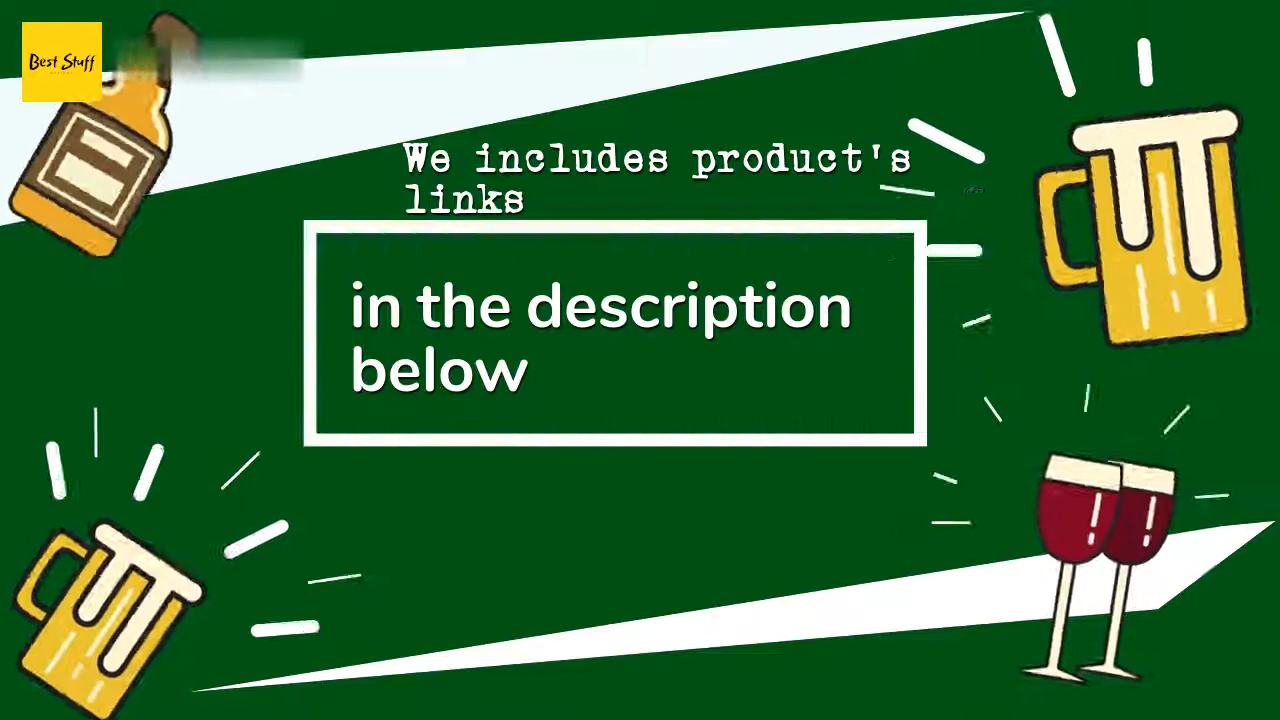 Best Stuff
We includes product's
links
in the description
below